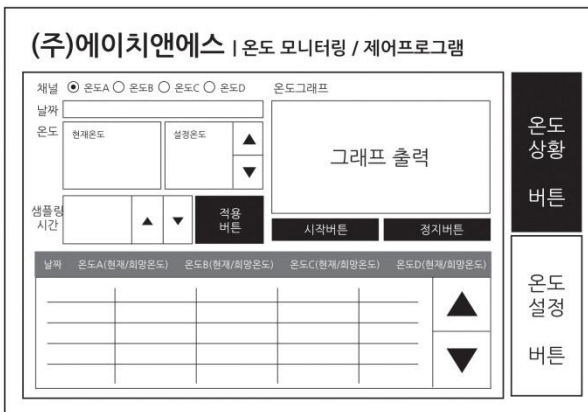 (주)에이치앤에스 | 온도 모니터링 / 제어프로그램
채널 온도A 온도B 온도C 온도D
날짜
온도 현재온도 설정온도
샘플링
시간
적용
버튼
온도그래프
그래프 출력
시작버튼 정지버튼
날짜 온도A(현재/희망온도) 온도B(현재/희망온도) 온도C(현재/희망온도) 온도D(현재/희망온도)
온도
상황
버튼
온도
설정
버튼